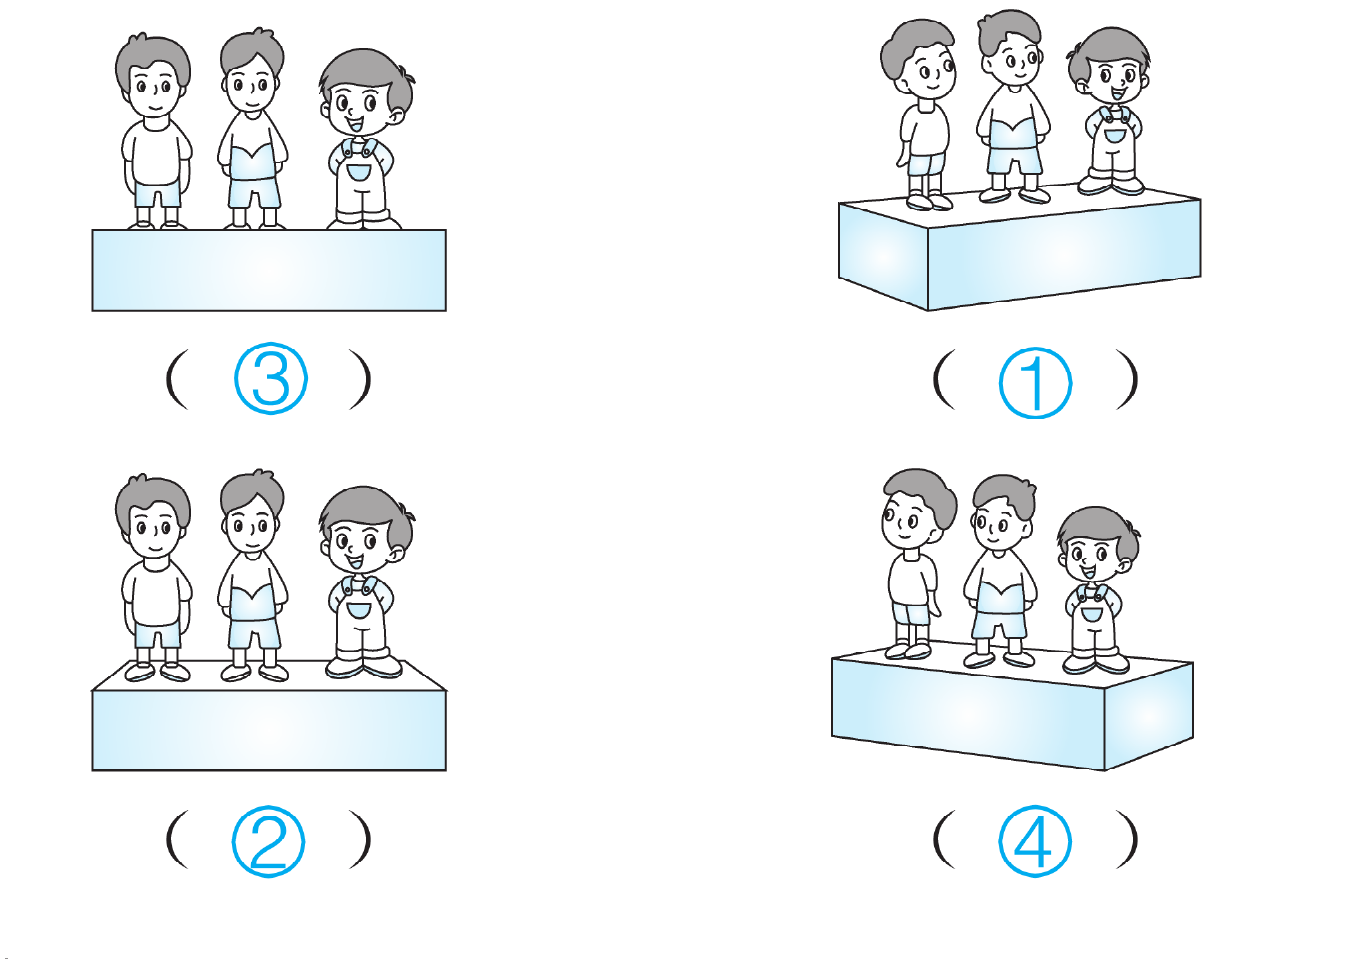 ( ③ )
( ① )
( ② )
( ④ )